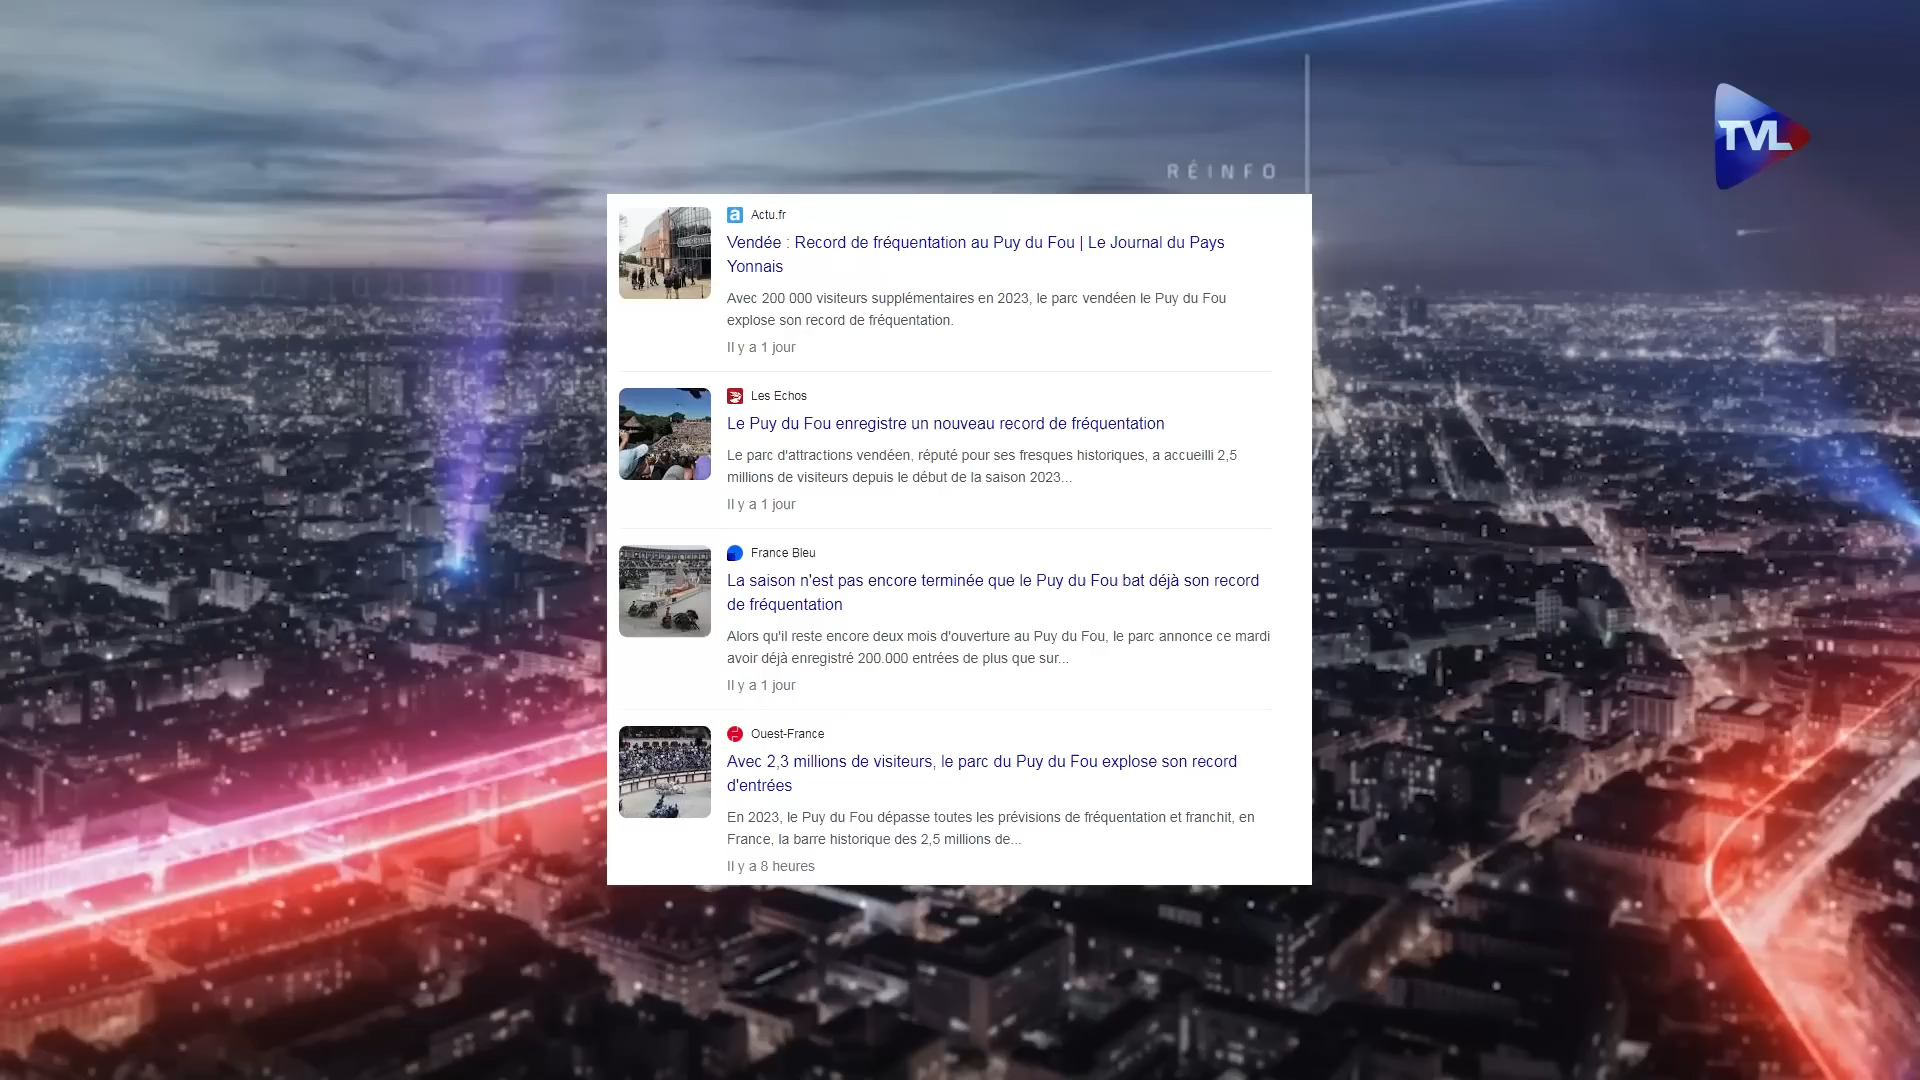 TVL
RÉINFO
Actu.fr
Vendée : Record de fréquentation au Puy du Fou | Le Journal du Pays
Yonnais
Avec 200 000 visiteurs supplémentaires en 2023, le parc vendéen le Puy du Fou
explose son record de fréquentation.
Il y a 1 jour
Les Echos
Le Puy du Fou enregistre un nouveau record de fréquentation
Le parc d'attractions vendéen, réputé pour ses fresques historiques, a accueilli 2,5
millions de visiteurs depuis le début de la saison 2023...
Il y a 1 jour
France Bleu
La saison n'est pas encore terminée que le Puy du Fou bat déjà son record
de fréquentation
Alors qu'il reste encore deux mois d'ouverture au Puy du Fou, le parc annonce ce mardi
avoir déjà enregistré 200.000 entrées de plus que sur...
Il y a 1 jour
Ouest-France
Avec 2,3 millions de visiteurs, le parc du Puy du Fou explose son record
d'entrées
En 2023, le Puy du Fou dépasse toutes les prévisions de fréquentation et franchit, en
France, la barre historique des 2,5 millions de...
Il y a 8 heures